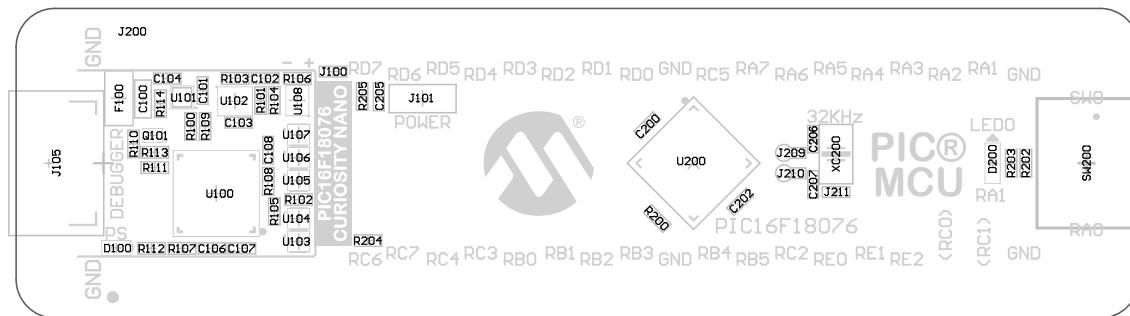 J200
GND
- +
J100
RD7 RD6 RD5 RD4 RD3 RD2 RD1 RD0 GND RC5 RA7 RA6 RA5 RA4 RA3 RA2 RA1 GND
C104 C101 R103 C102 R106
F100 C100 R114 U101 U102 R101 R104 U108
R205 C205 J101
POWER
SW0
R100 R109 C103
C200
32KHz
LED0
R110 Q101 U107
R113 C108 U106
R111
J105
DEBUGGER
U100
R108 U105
R105 R102
U104
U103
PIC16F18076
CURIOSITY NANO
®
U200
J209
J210
C206
C207
XC200
J211
PIC®
MCU
D200
R203 R202
SW200
RA1
R200
C202
PIC16F18076
PS
D100 R112 R107 C106 C107
R204
RA0
GND
RC6 RC7 RC4 RC3 RB0 RB1 RB2 RB3 GND RB4 RB5 RC2 RE0 RE1 RE2 (RC0) (RC1) GND